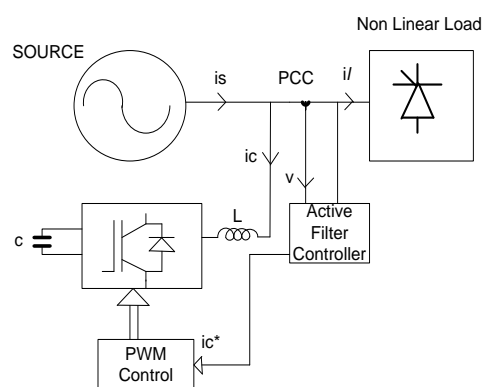 Non Linear Load
SOURCE
is
PCC
il
ic
v
L
Active
Filter
Controller
c
ic*
PWM
Control